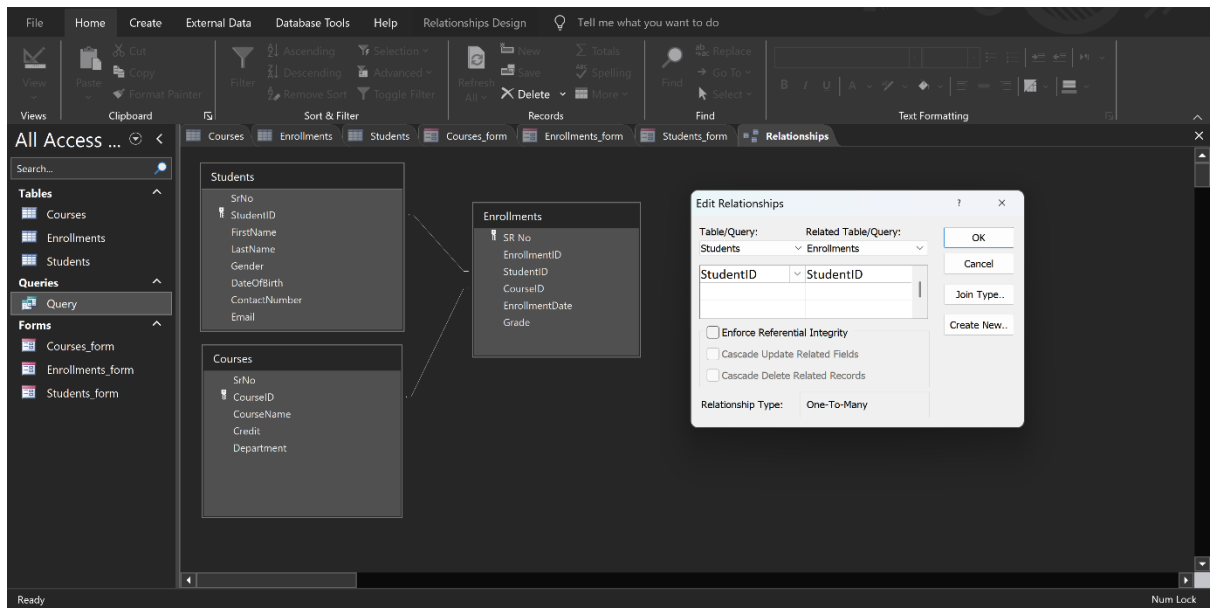 File Home Create External Data Database Tools Help Relationships Design Tell me what you want to do
View
Views
Paste
Cut
Copy
Format Painter
Clipboard
Filter
Ascending
Descending
Remove Sort
Selection
Advanced
Toggle Filter
Sort & Filter
Refresh
All
New
Save
Delete
Totals
Spelling
More
Records
Find
Replace
Go To
Select
Find
B I U A
Text Formatting
All Access ...
Search...
Tables
Courses
Enrollments
Students
Queries
Query
Forms
Courses_form
Enrollments_form
Students_form
Courses Enrollments Students Courses_form Enrollments_form Students_form Relationships
Students
SrNo
StudentID
FirstName
LastName
Gender
DateOfBirth
ContactNumber
Email
Courses
SrNo
CourseID
CourseName
Credit
Department
Enrollments
SR No
EnrollmentID
StudentID
CourseID
EnrollmentDate
Grade
Edit Relationships ? ×
Table/Query: Related Table/Query:
Students Enrollments
StudentID StudentID
Enforce Referential Integrity
Cascade Update Related Fields
Cascade Delete Related Records
Relationship Type: One-To-Many
OK
Cancel
Join Type..
Create New..
Ready Num Lock